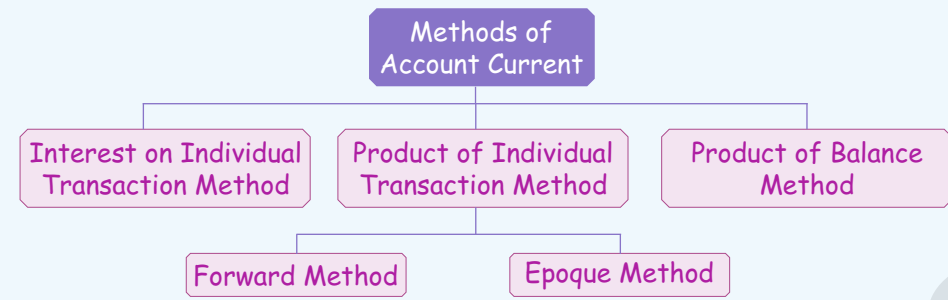 Methods of
Account Current
Interest on Individual
Transaction Method
Product of Individual
Transaction Method
Product of Balance
Method
Forward Method
Epoque Method